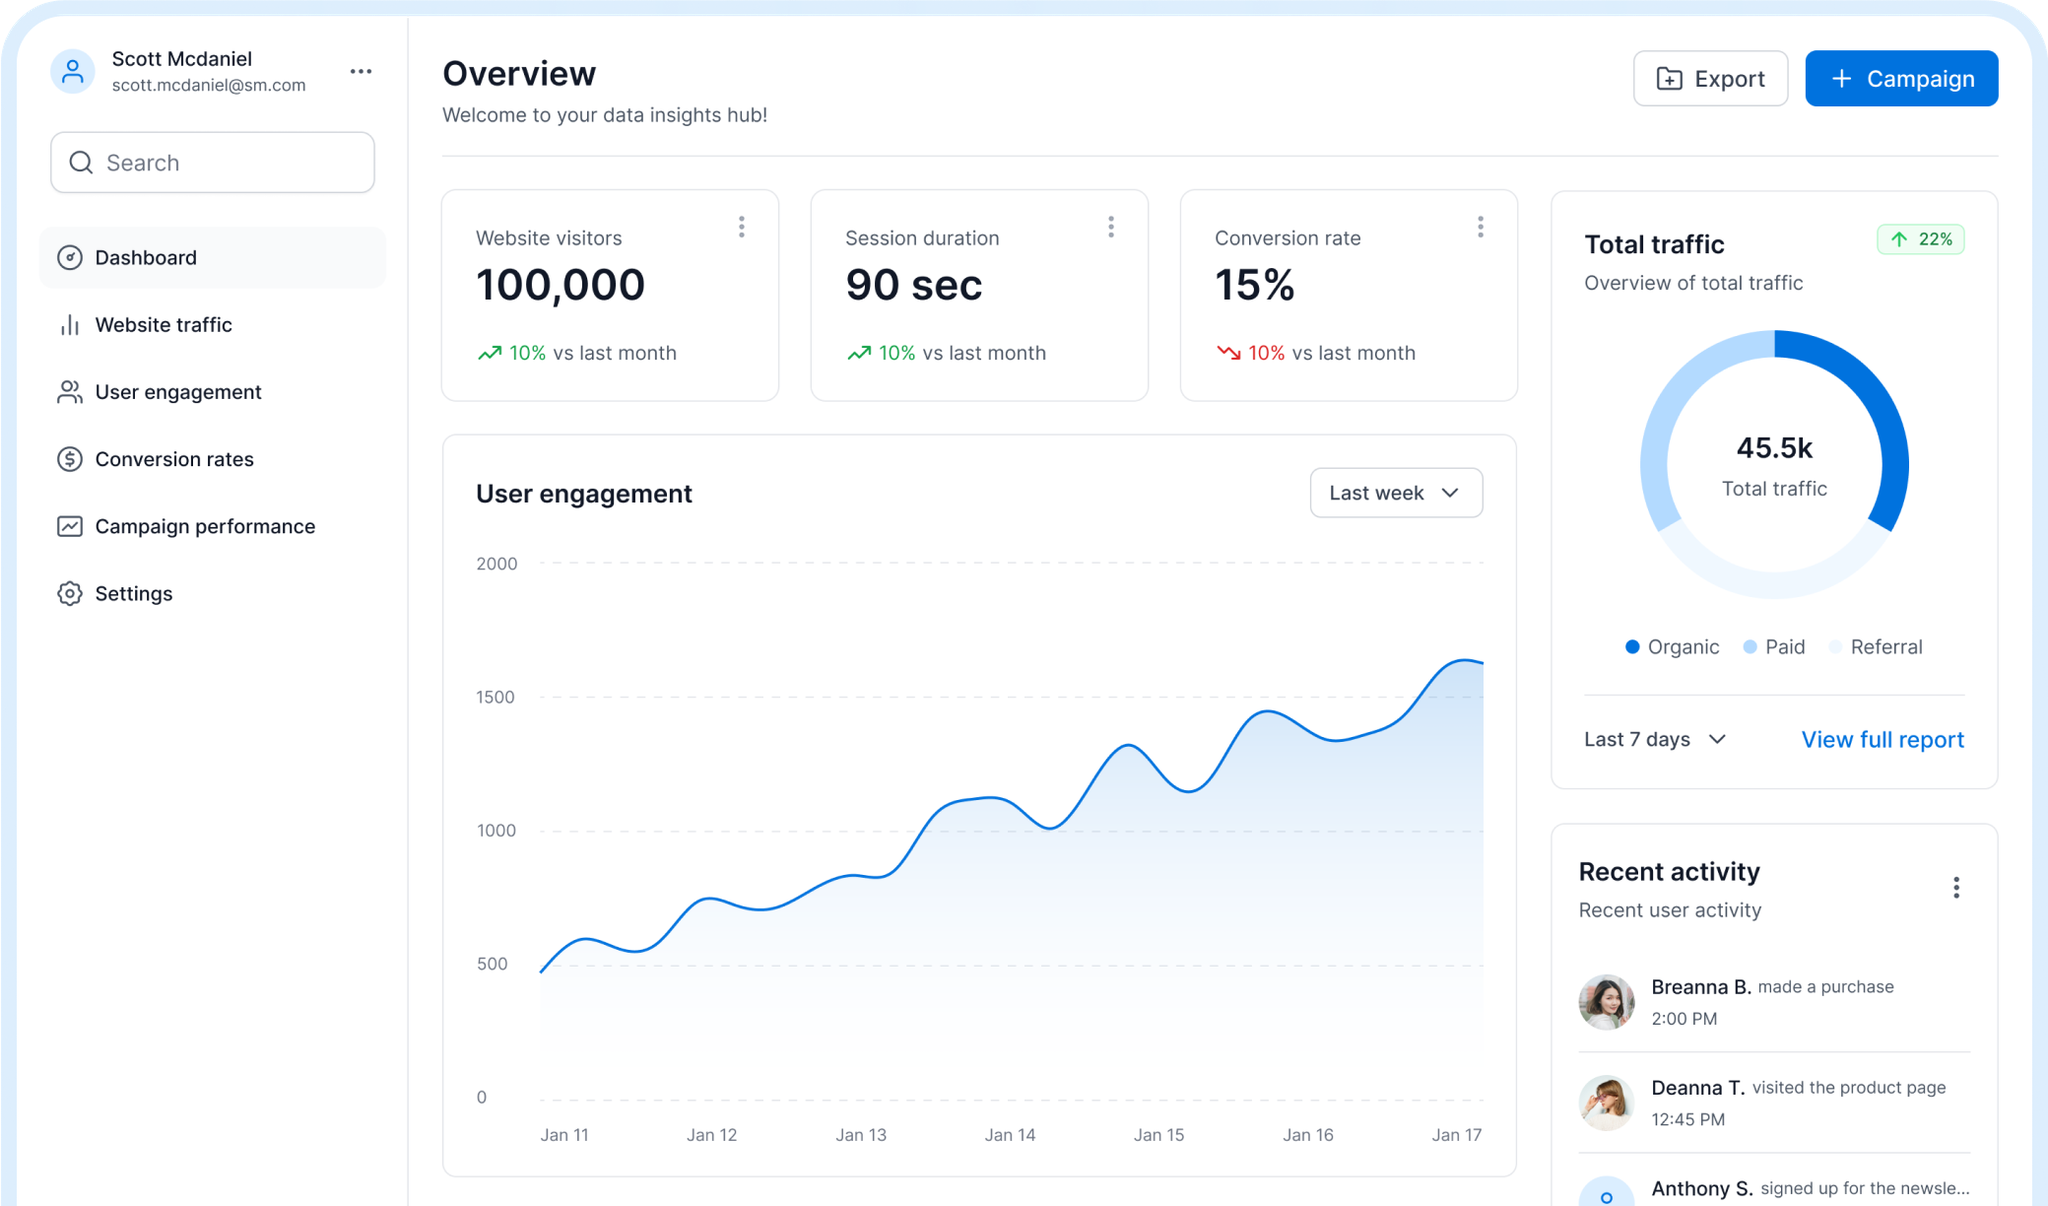 Scott Mcdaniel
scott.mcdaniel@sm.com
Search
Dashboard
Website traffic
User engagement
Conversion rates
Campaign performance
Settings
Overview
Welcome to your data insights hub!
Export
Campaign
Website visitors
100,000
10% vs last month
Session duration
90 sec
10% vs last month
Conversion rate
15%
10% vs last month
User engagement
Last week
2000
1500
1000
500
0
Jan 11
Jan 12
Jan 13
Jan 14
Jan 15
Jan 16
Jan 17
Total traffic
22%
Overview of total traffic
45.5k
Total traffic
Organic
Paid
Referral
Last 7 days
View full report
Recent activity
Recent user activity
Breanna B. made a purchase
2:00 PM
Deanna T. visited the product page
12:45 PM
Anthony S. signed up for the newsle...